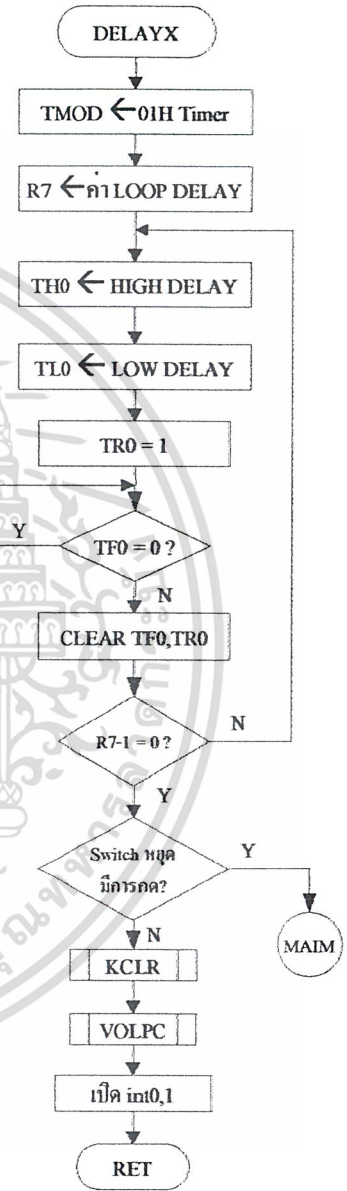 DELAYX
TMOD ← 01H Timer
R7 ← ค่า LOOP DELAY
TH0 ← HIGH DELAY
TL0 ← LOW DELAY
TR0 = 1
Y
TF0 = 0 ?
N
CLEAR TF0,TR0
N
R7-1 = 0 ?
Y
Switch หยุด
มีการกด?
Y
N
MAIM
KCLR
VOLPC
เปิด int0,1
RET